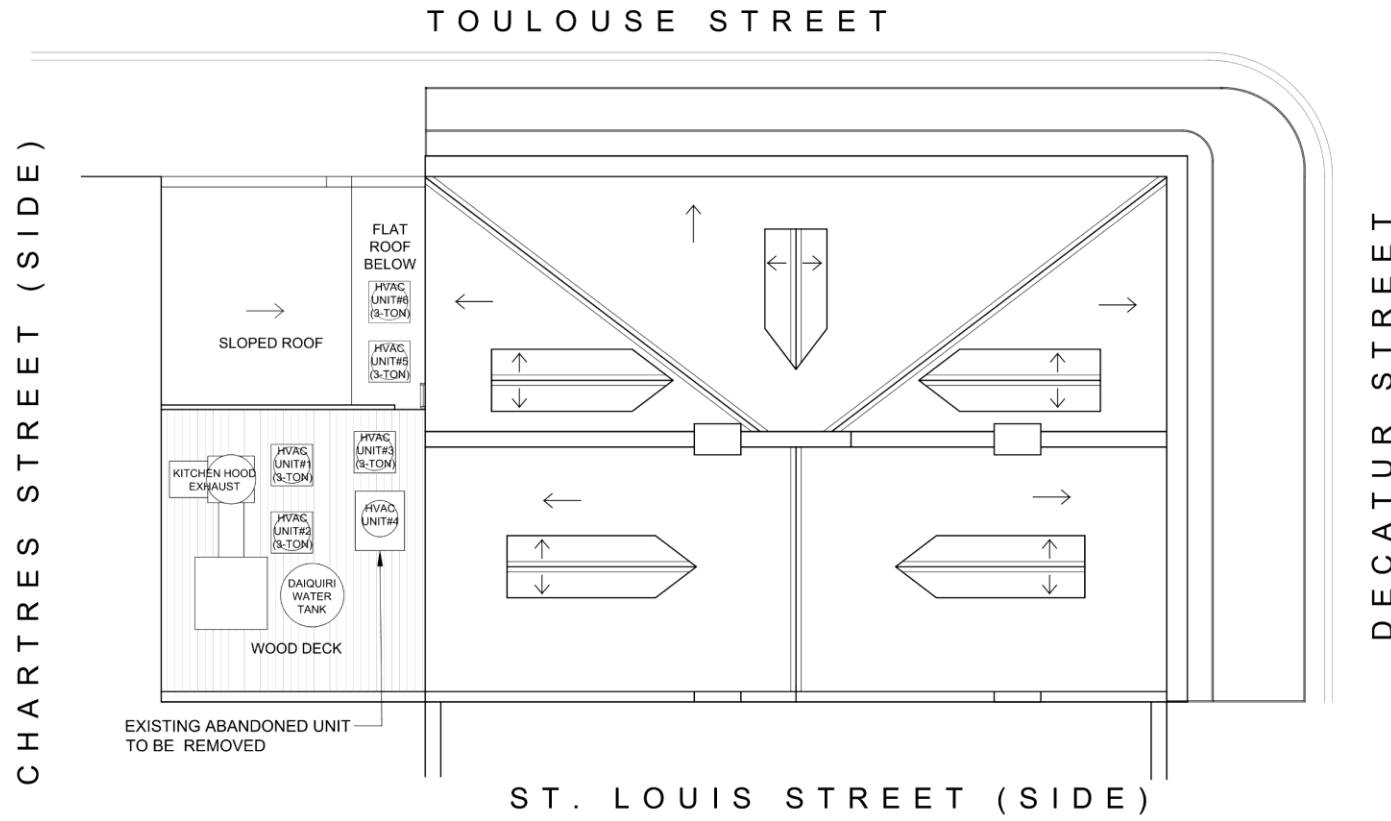 TOULOUSE STREET
CHARTRES STREET (SIDE)
DECATUR STREET
FLAT
ROOF
BELOW
HVAC
UNIT#6
(3-TON)
SLOPED ROOF
HVAC
UNIT#5
(3-TON)
HVAC
UNIT#3
(3-TON)
HVAC
UNIT#1
(3-TON)
KITCHEN HOOD
EXHAUST
HVAC
UNIT#4
HVAC
UNIT#2
(3-TON)
DAIQUIRI
WATER
TANK
WOOD DECK
EXISTING ABANDONED UNIT
TO BE REMOVED
ST. LOUIS STREET (SIDE)